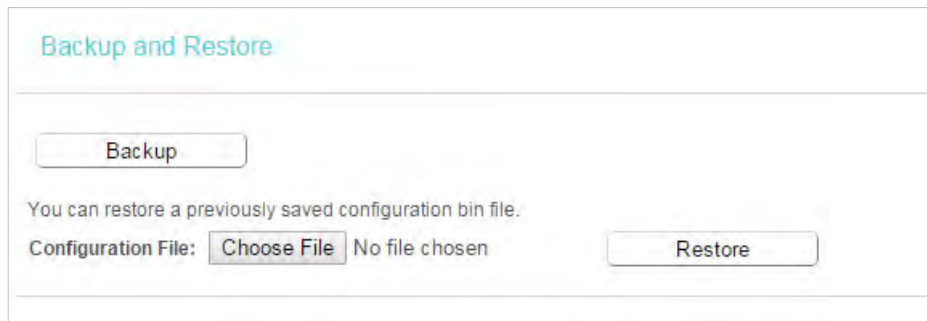 Backup and Restore
Backup
You can restore a previously saved configuration bin file.
Configuration File: Choose File No file chosen Restore